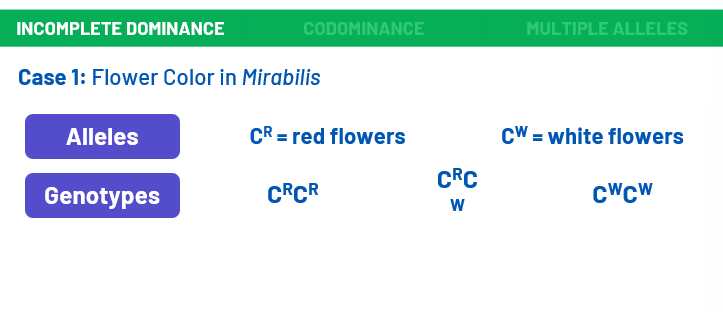 INCOMPLETE DOMINANCE CODOMINANCE MULTIPLE ALLELES
Case 1: Flower Color in Mirabilis
Alleles Cᴿ = red flowers Cᵂ = white flowers
Genotypes CᴿCᴿ CᴿC CᵂCᵂ
W